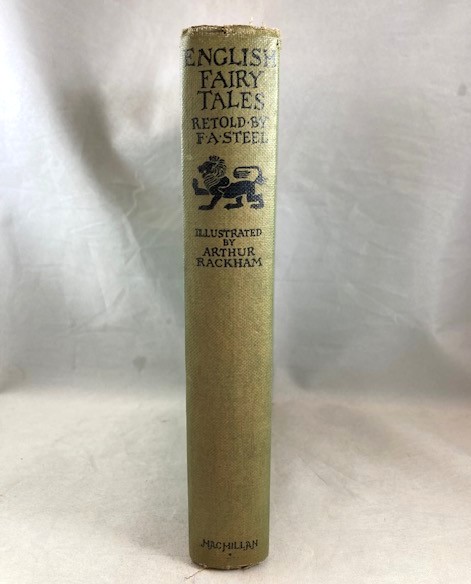 ENGLISH
FAIRY
TALES
RETOLD·BY
F·A·STEEL
ILLUSTRATED
BY
ARTHUR
RACKHAM
MACMILLAN